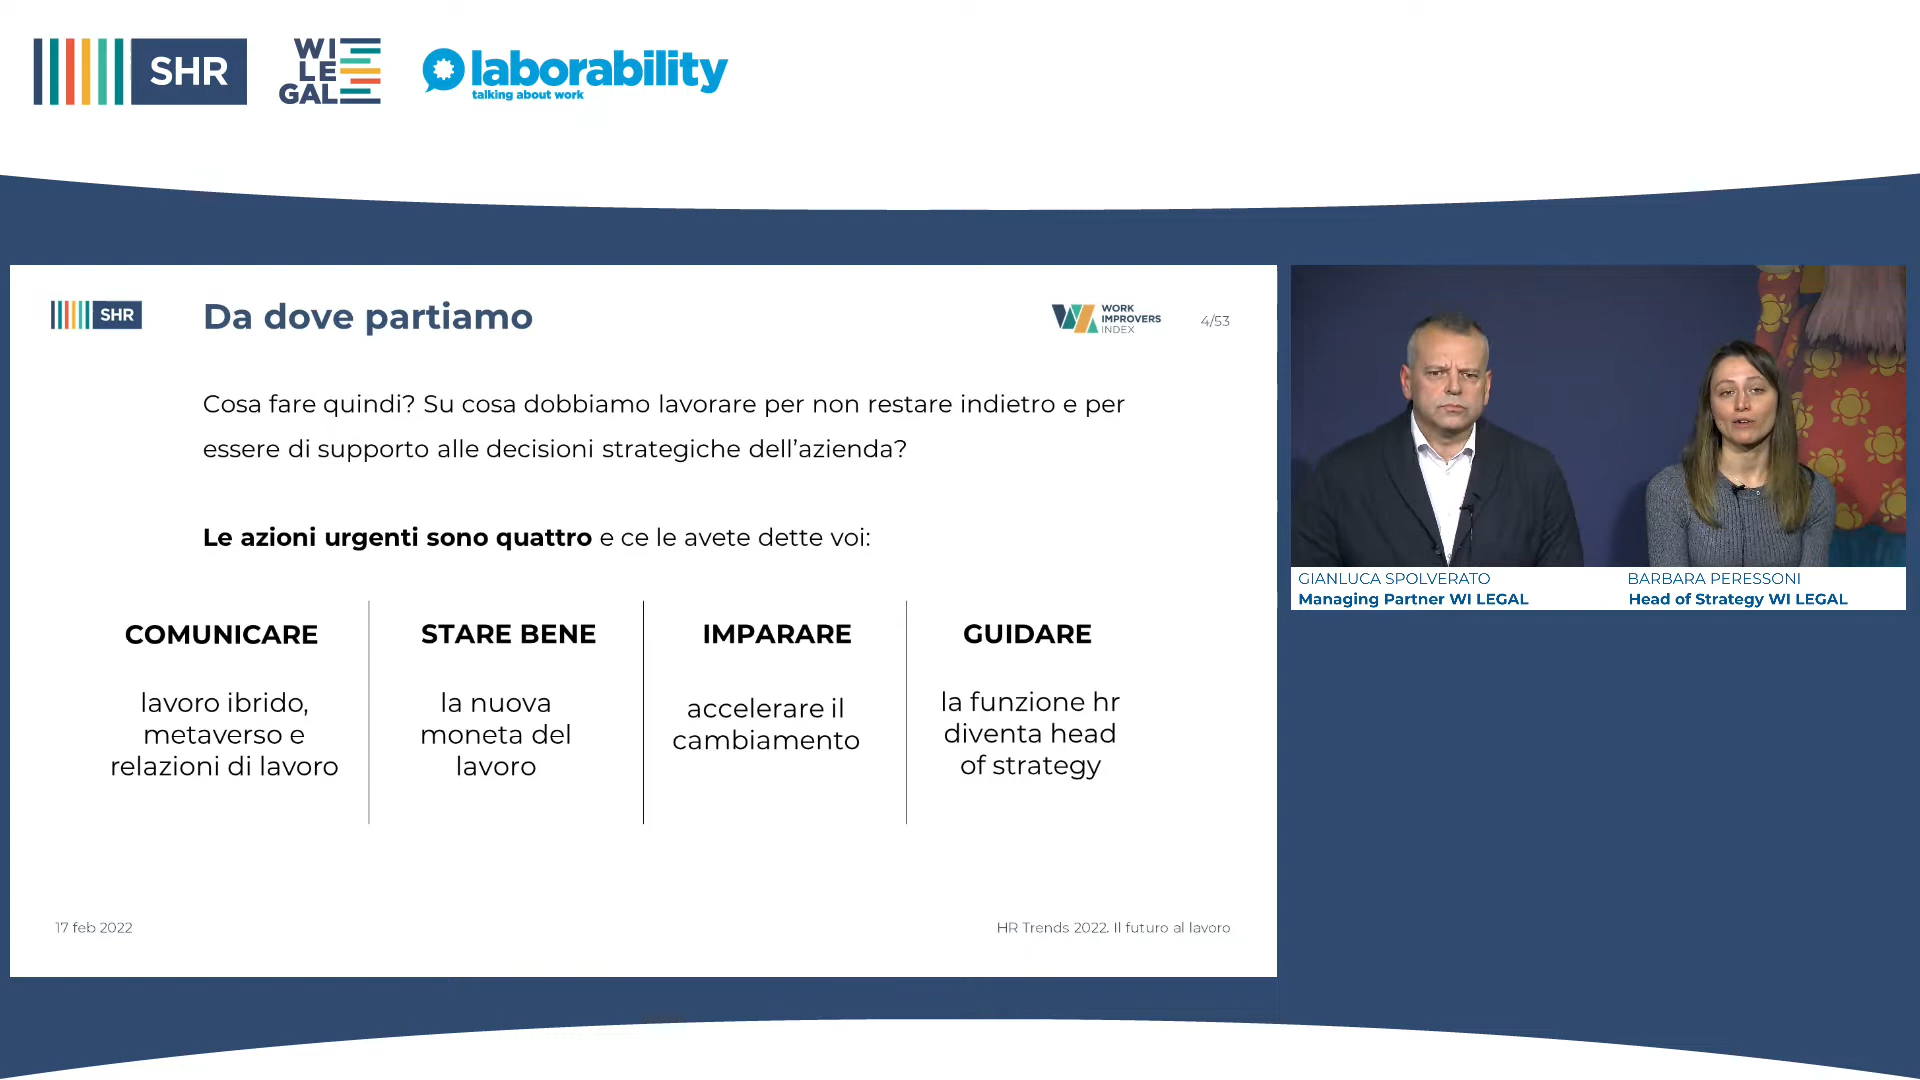 SHR
WI
LE
GAL
laborability
talking about work
SHR
Da dove partiamo
WORK
IMPROVERS
INDEX
4/53
Cosa fare quindi? Su cosa dobbiamo lavorare per non restare indietro e per
essere di supporto alle decisioni strategiche dell’azienda?
Le azioni urgenti sono quattro e ce le avete dette voi:
COMUNICARE
lavoro ibrido,
metaverso e
relazioni di lavoro
STARE BENE
la nuova
moneta del
lavoro
IMPARARE
accelerare il
cambiamento
GUIDARE
la funzione hr
diventa head
of strategy
17 feb 2022
HR Trends 2022. Il futuro al lavoro
GIANLUCA SPOLVERATO
Managing Partner WI LEGAL
BARBARA PERESSONI
Head of Strategy WI LEGAL